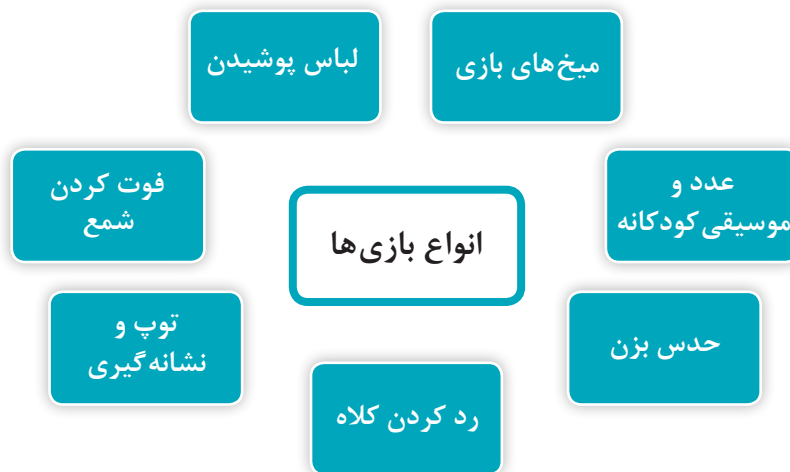 میخ‌های بازی
لباس پوشیدن
عدد و
موسیقی کودکانه
فوت کردن
شمع
انواع بازی‌ها
حدس بزن
توپ و
نشانه‌گیری
رد کردن کلاه